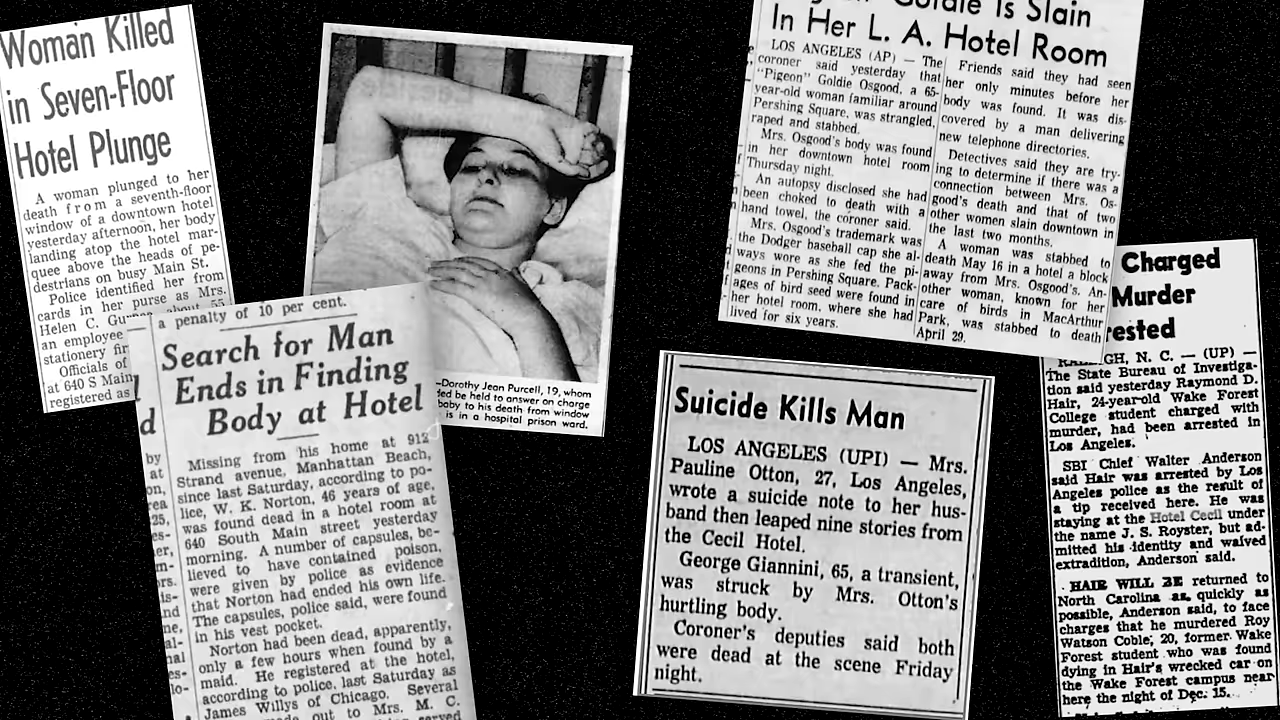 Woman Killed
in Seven-Floor
Hotel Plunge
A woman plunged to her
death from a seventh-floor
window of a downtown hotel
yesterday afternoon, her body
landing atop the hotel mar-
quee above the heads of pe-
destrians on busy Main St.
Police identified her from
cards in her purse as Mrs.
Helen C.
an employee
stationery
Officials of
at 640 S Main
registered as
a penalty of 10 per cent.
Search for Man
Ends in Finding
Body at Hotel
Missing from his home at 912
Strand avenue, Manhattan Beach,
since last Saturday, according to po-
lice, W. K. Norton, 46 years of age,
was found dead in a hotel room at
640 South Main street yesterday
morning. A number of capsules, be-
lieved to have contained poison,
were given by police as evidence
that Norton had ended his own life.
The capsules, police said, were found
in his vest pocket.
Norton had been dead, apparently,
only a few hours when found by a
maid. He registered at the hotel,
according to police, last Saturday as
James Willys of Chicago. Several
made out to Mrs. M. C.
—Dorothy Jean Purcell, 19, whom
be held to answer on charge
baby to his death from window
is in a hospital prison ward.
Goldie Is Slain
In Her L. A. Hotel Room
LOS ANGELES (AP) — The
coroner said yesterday that
"Pigeon" Goldie Osgood, a 65-
year-old woman familiar around
Pershing Square, was strangled,
raped and stabbed.
Mrs. Osgood's body was found
in her downtown hotel room
Thursday night.
An autopsy disclosed she had
been choked to death with a
hand towel, the coroner said.
Mrs. Osgood's trademark was
the Dodger baseball cap she al-
ways wore as she fed the pi-
geons in Pershing Square. Pack-
ages of bird seed were found in
her hotel room, where she had
lived for six years.
Friends said they had seen
her only minutes before her
body was found. It was dis-
covered by a man delivering
new telephone directories.
Detectives said they are try-
ing to determine if there was a
connection between Mrs. Os-
good's death and that of two
other women slain downtown in
the last two months.
A woman was stabbed to
death May 16 in a hotel a block
away from Mrs. Osgood's. An-
other woman, known for her
care of birds in MacArthur
Park, was stabbed to death
April 29.
Suicide Kills Man
LOS ANGELES (UPI) — Mrs.
Pauline Otton, 27, Los Angeles,
wrote a suicide note to her hus-
band then leaped nine stories from
the Cecil Hotel.
George Giannini, 65, a transient,
was struck by Mrs. Otton's
hurtling body.
Coroner's deputies said both
were dead at the scene Friday
night.
Charged
Murder
rested
N. C. — (UP) —
The State Bureau of Investiga-
tion said yesterday Raymond D.
Hair, 24-year-old Wake Forest
College student charged with
murder, had been arrested in
Los Angeles.
SBI Chief Walter Anderson
said Hair was arrested by Los
Angeles police as the result of
a tip received here. He was
staying at the Hotel Cecil under
the name J. S. Royster, but ad-
mitted his identity and waived
extradition, Anderson said.
HAIR WILL BE returned to
North Carolina as quickly as
possible, Anderson said, to face
charges that he murdered Roy
Watson Coble, 20, former Wake
Forest student who was found
dying in Hair's wrecked car on
the Wake Forest campus near
here the night of Dec. 15.